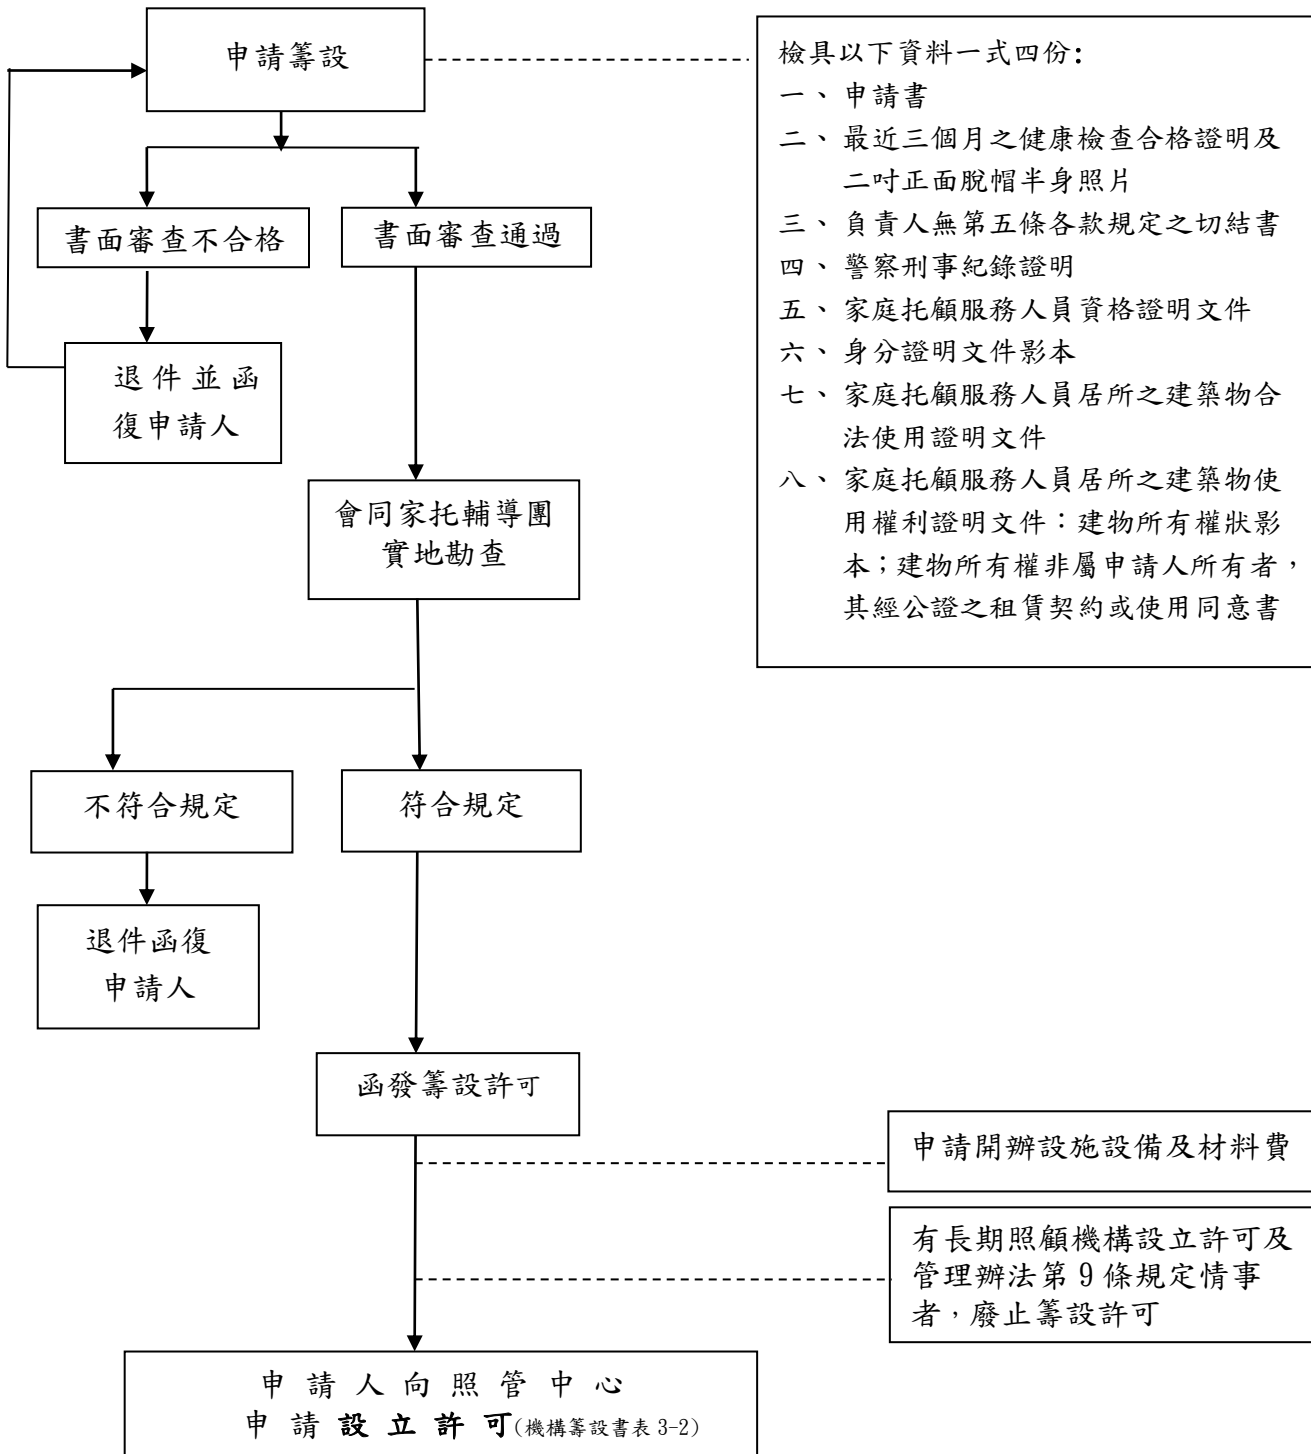 申請籌設
檢具以下資料一式四份:
一、申請書
二、最近三個月之健康檢查合格證明及
二吋正面脫帽半身照片
三、負責人無第五條各款規定之切結書
四、警察刑事紀錄證明
五、家庭托顧服務人員資格證明文件
六、身分證明文件影本
七、家庭托顧服務人員居所之建築物合
法使用證明文件
八、家庭托顧服務人員居所之建築物使
用權利證明文件：建物所有權狀影
本；建物所有權非屬申請人所有者，
其經公證之租賃契約或使用同意書
書面審查不合格
書面審查通過
退件並函
復申請人
會同家托輔導團
實地勘查
不符合規定
符合規定
退件函復
申請人
函發籌設許可
申請開辦設施設備及材料費
有長期照顧機構設立許可及
管理辦法第 9 條規定情事
者，廢止籌設許可
申請人向照管中心
申請設立許可(機構籌設書表 3-2)